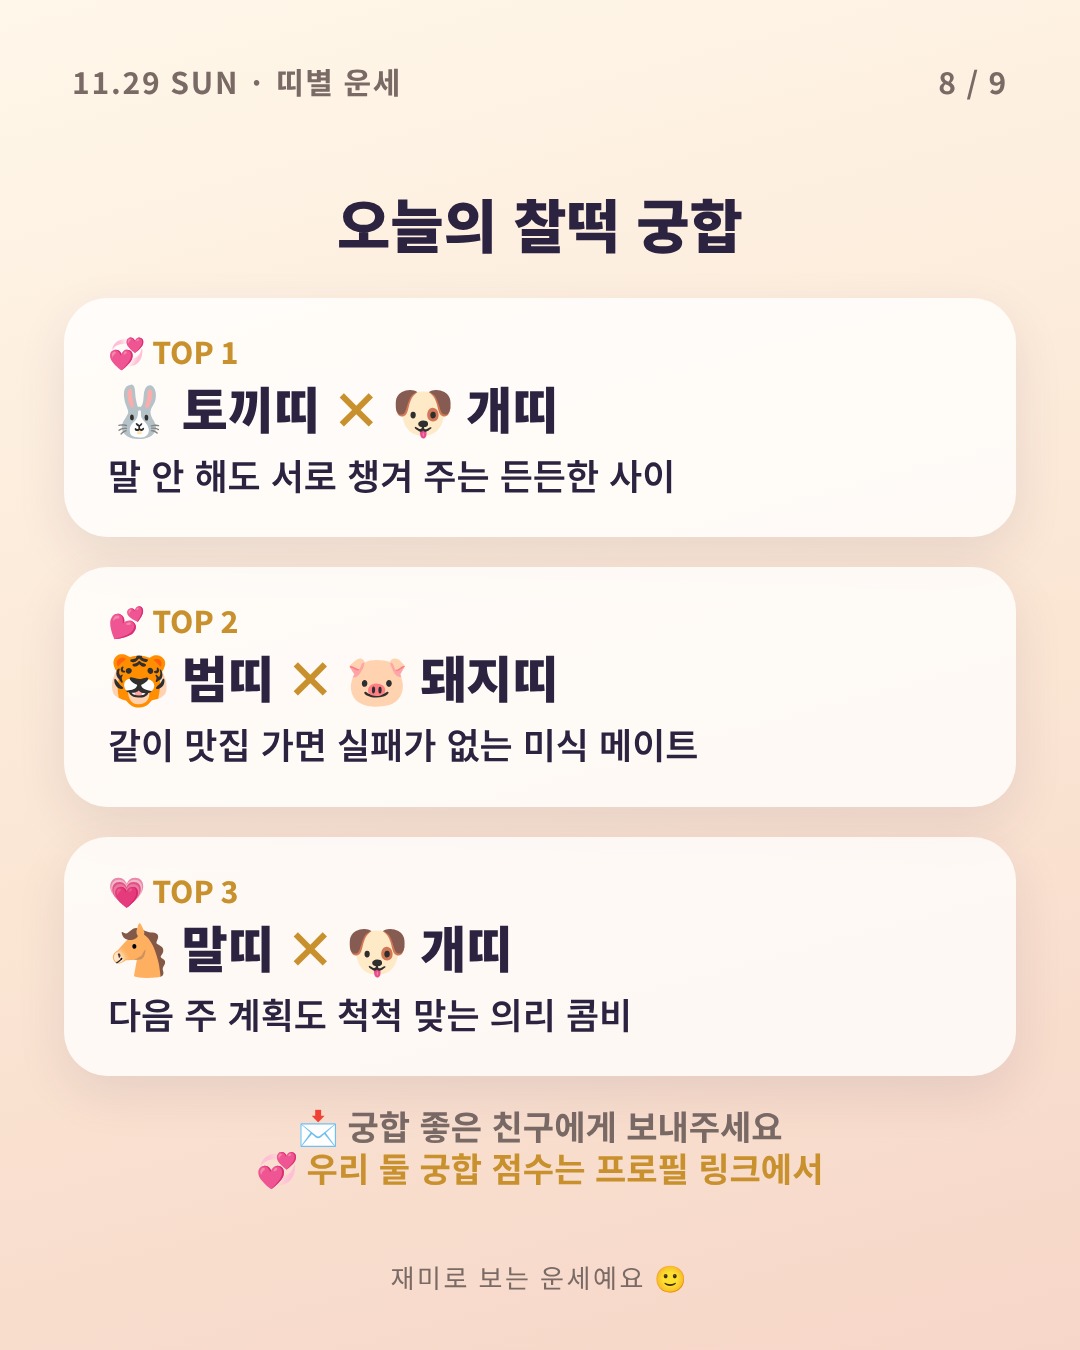 11.29 SUN · 띠별 운세
8 / 9
오늘의 찰떡 궁합
💞 TOP 1
🐰 토끼띠 × 🐶 개띠
말 안 해도 서로 챙겨 주는 든든한 사이
💕 TOP 2
🐯 범띠 × 🐷 돼지띠
같이 맛집 가면 실패가 없는 미식 메이트
💗 TOP 3
🐴 말띠 × 🐶 개띠
다음 주 계획도 척척 맞는 의리 콤비
📩 궁합 좋은 친구에게 보내주세요
💞 우리 둘 궁합 점수는 프로필 링크에서
재미로 보는 운세예요 🙂